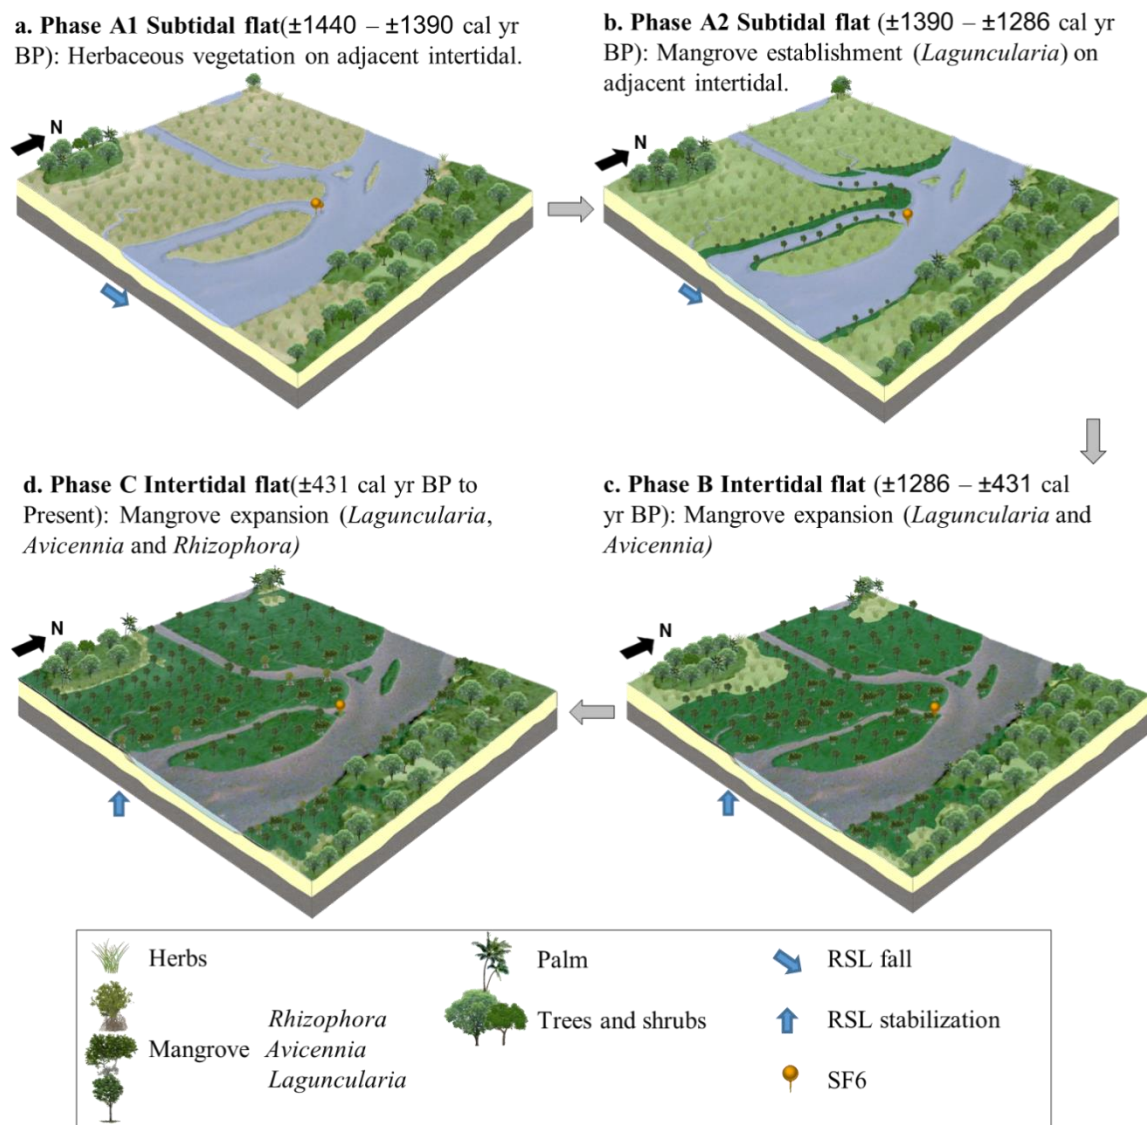 a. Phase A1 Subtidal flat(±1440 – ±1390 cal yr
BP): Herbaceous vegetation on adjacent intertidal.
N
b. Phase A2 Subtidal flat (±1390 – ±1286 cal yr
BP): Mangrove establishment (Laguncularia) on
adjacent intertidal.
N
d. Phase C Intertidal flat(±431 cal yr BP to
Present): Mangrove expansion (Laguncularia,
Avicennia and Rhizophora)
N
c. Phase B Intertidal flat (±1286 – ±431 cal
yr BP): Mangrove expansion (Laguncularia and
Avicennia)
N
Herbs
Mangrove
Rhizophora
Avicennia
Laguncularia
Palm
Trees and shrubs
RSL fall
RSL stabilization
SF6